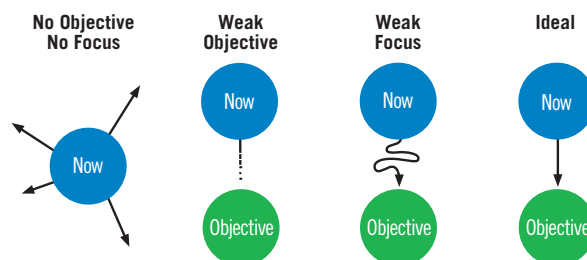 No Objective
No Focus
Now
Weak
Objective
Now
Objective
Weak
Focus
Now
Objective
Ideal
Now
Objective